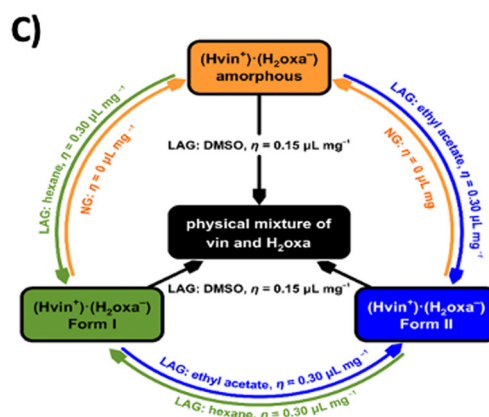 C)
(Hvin⁺)·(H₂oxa⁻)
amorphous
LAG: hexane, η = 0.30 µL mg⁻¹
NG: η = 0 µL mg⁻¹
LAG: ethyl acetate, η = 0.30 µL mg⁻¹
NG: η = 0 µL mg
LAG: DMSO, η = 0.15 µL mg⁻¹
physical mixture of
vin and H₂oxa
(Hvin⁺)·(H₂oxa⁻)
Form I
LAG: DMSO, η = 0.15 µL mg⁻¹
(Hvin⁺)·(H₂oxa⁻)
Form II
LAG: ethyl acetate, η = 0.30 µL mg⁻¹
LAG: hexane, η = 0.30 µL mg⁻¹